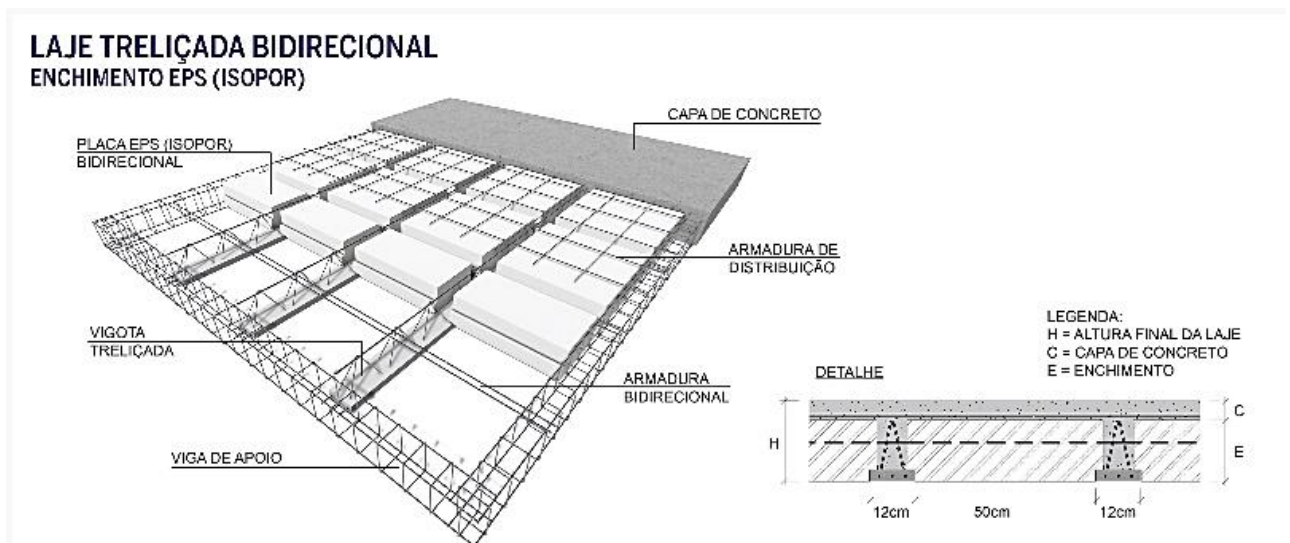 LAJE TRELIÇADA BIDIRECIONAL
ENCHIMENTO EPS (ISOPOR)
CAPA DE CONCRETO
PLACA EPS (ISOPOR)
BIDIRECIONAL
ARMADURA DE
DISTRIBUIÇÃO
VIGOTA
TRELIÇADA
ARMADURA
BIDIRECIONAL
VIGA DE APOIO
LEGENDA:
H = ALTURA FINAL DA LAJE
C = CAPA DE CONCRETO
E = ENCHIMENTO
DETALHE
C
H
E
12cm 50cm 12cm